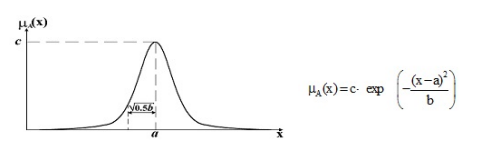 μA(x)
c
√0.5b
a
x
μA(x)=c· exp (−(x−a)²/b)